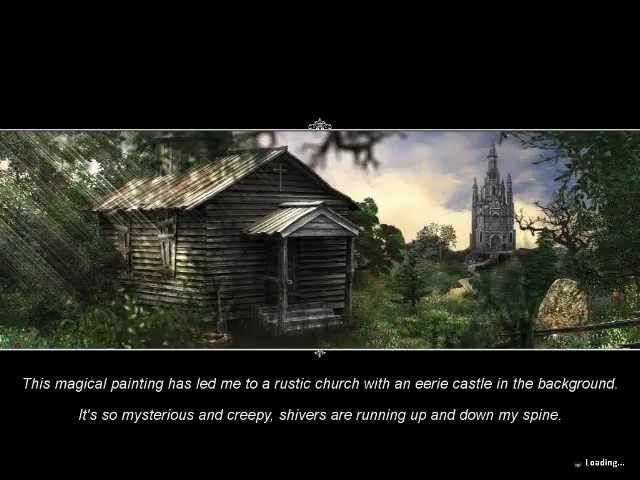 This magical painting has led me to a rustic church with an eerie castle in the background.
It's so mysterious and creepy, shivers are running up and down my spine.
Loading...